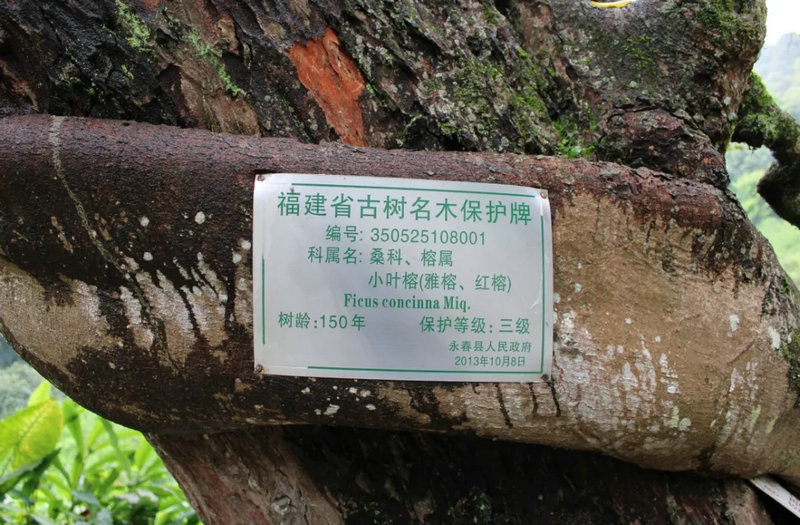 福建省古树名木保护牌
编号: 350525108001
科属名: 桑科、榕属
小叶榕(雅榕、红榕)
Ficus concinna Miq.
树龄:150年 保护等级: 三级
永春县人民政府
2013年10月8日